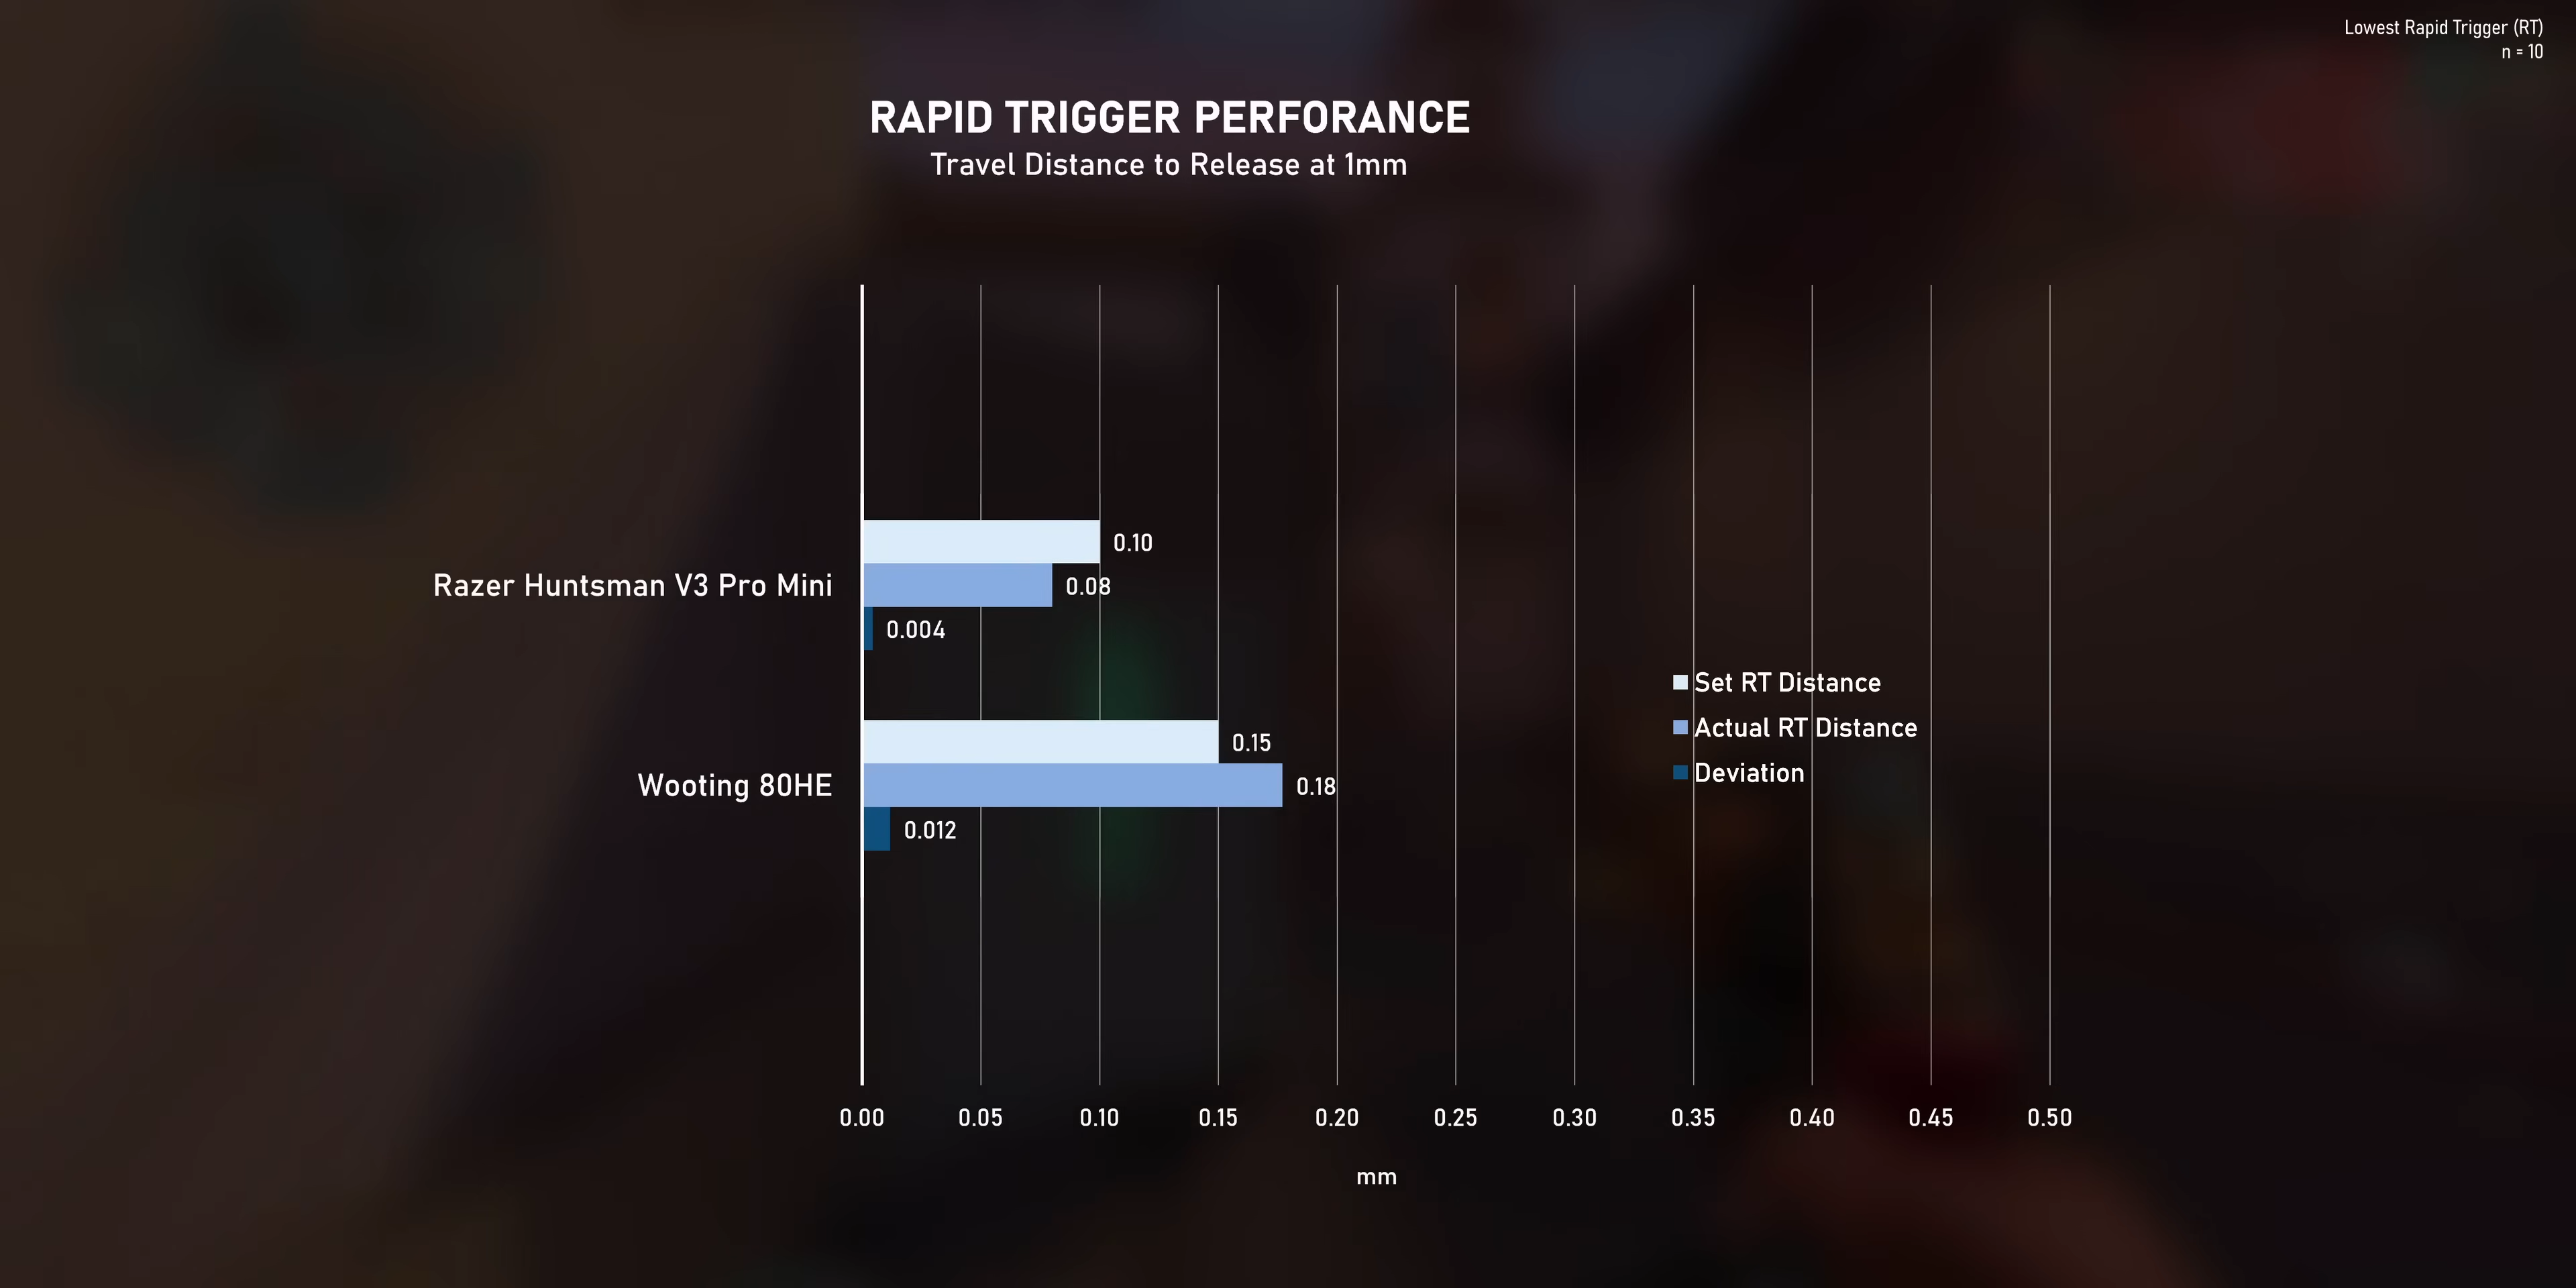 Lowest Rapid Trigger (RT)
n = 10
RAPID TRIGGER PERFORANCE
Travel Distance to Release at 1mm
Razer Huntsman V3 Pro Mini
0.10
0.08
0.004
Wooting 80HE
0.15
0.18
0.012
Set RT Distance
Actual RT Distance
Deviation
0.00 0.05 0.10 0.15 0.20 0.25 0.30 0.35 0.40 0.45 0.50
mm